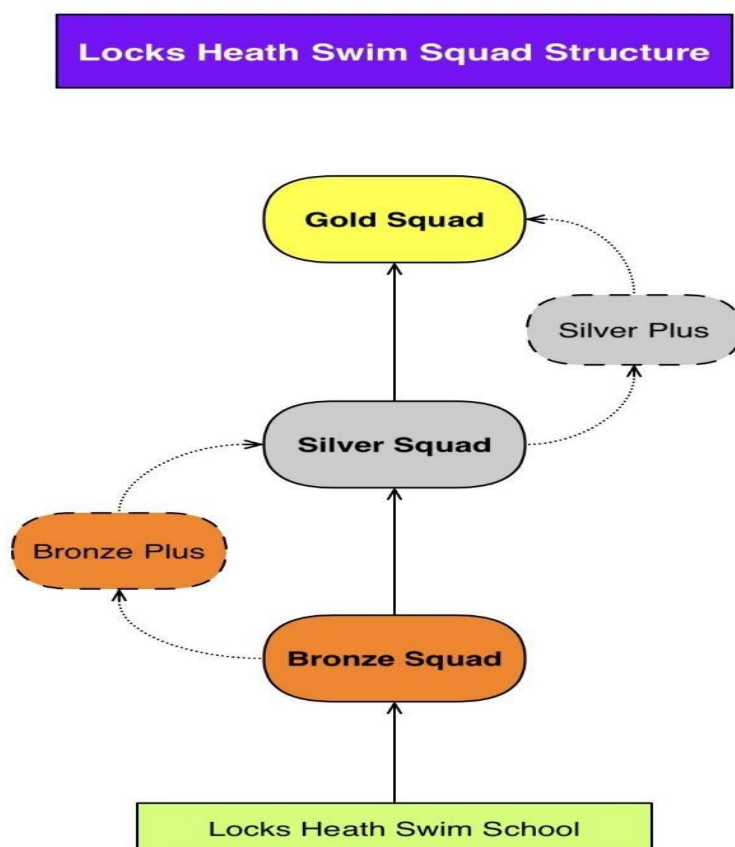 Locks Heath Swim Squad Structure
Gold Squad
Silver Plus
Silver Squad
Bronze Plus
Bronze Squad
Locks Heath Swim School